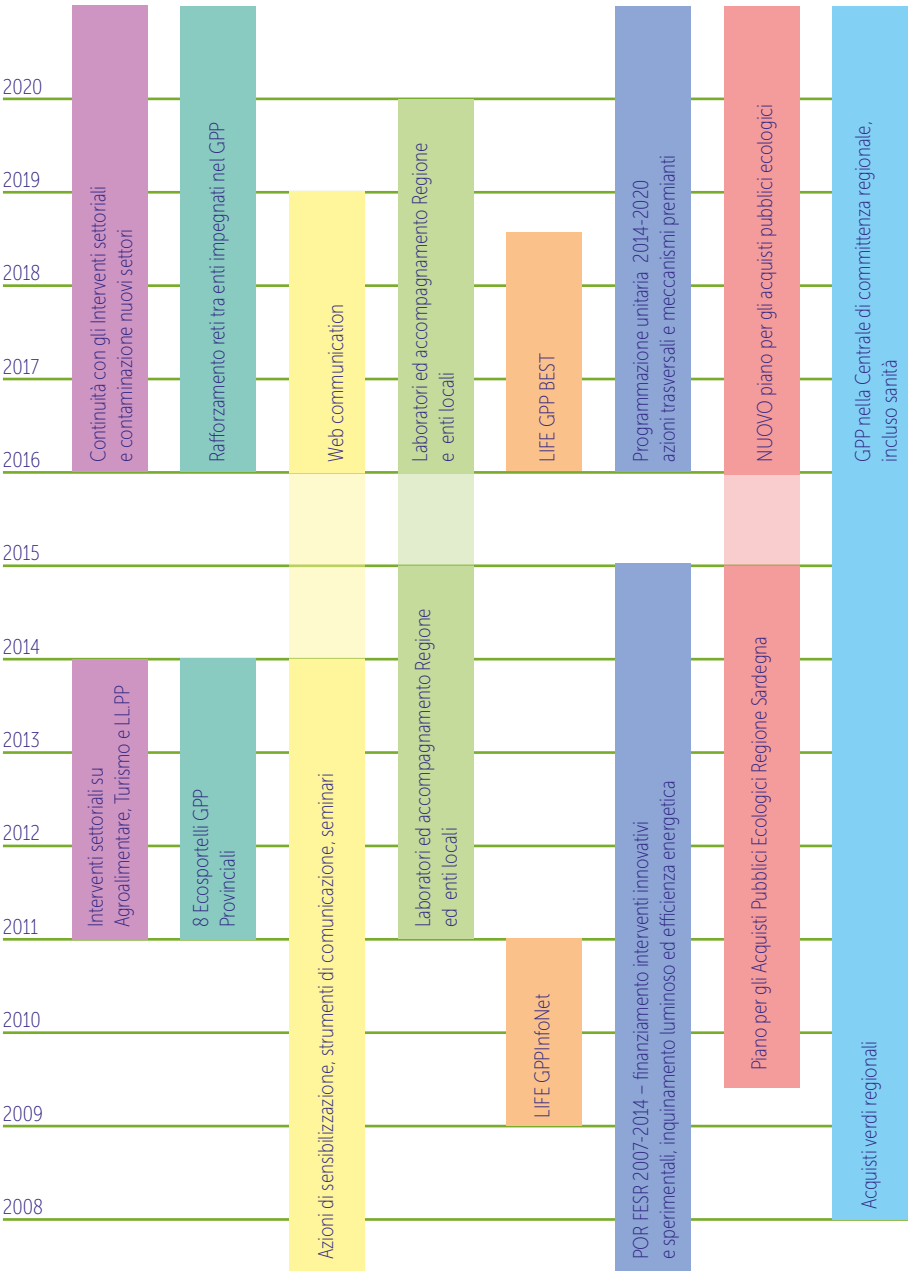 2020
2019
2018
2017
2016
2015
2014
2013
2012
2011
2010
2009
2008
Continuità con gli Interventi settoriali
e contaminazione nuovi settori
Interventi settoriali su
Agroalimentare, Turismo e LL.PP
Rafforzamento reti tra enti impegnati nel GPP
8 Ecosportelli GPP
Provinciali
Web communication
Azioni di sensibilizzazione, strumenti di comunicazione, seminari
Laboratori ed accompagnamento Regione
e enti locali
Laboratori ed accompagnamento Regione
ed enti locali
LIFE GPP BEST
LIFE GPPInfoNet
Programmazione unitaria 2014-2020
azioni trasversali e meccanismi premianti
POR FESR 2007-2014 – finanziamento interventi innovativi
e sperimentali, inquinamento luminoso ed efficienza energetica
NUOVO piano per gli acquisti pubblici ecologici
Piano per gli Acquisti Pubblici Ecologici Regione Sardegna
GPP nella Centrale di committenza regionale,
incluso sanità
Acquisti verdi regionali